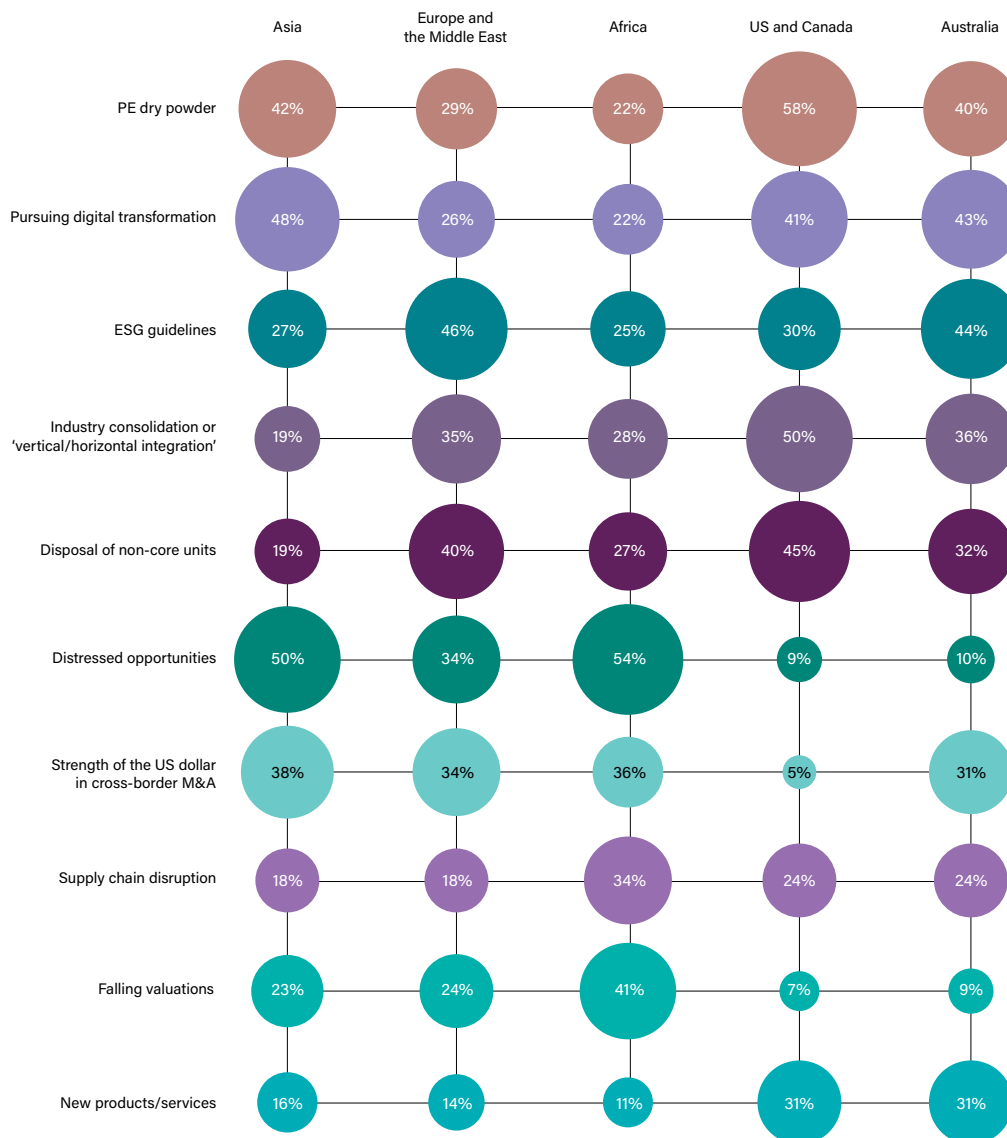 Asia
Europe and
the Middle East
Africa
US and Canada
Australia
PE dry powder
42%
29%
22%
58%
40%
Pursuing digital transformation
48%
26%
22%
41%
43%
ESG guidelines
27%
46%
25%
30%
44%
Industry consolidation or
‘vertical/horizontal integration’
19%
35%
28%
50%
36%
Disposal of non-core units
19%
40%
27%
45%
32%
Distressed opportunities
50%
34%
54%
9%
10%
Strength of the US dollar
in cross-border M&A
38%
34%
36%
5%
31%
Supply chain disruption
18%
18%
34%
24%
24%
Falling valuations
23%
24%
41%
7%
9%
New products/services
16%
14%
11%
31%
31%